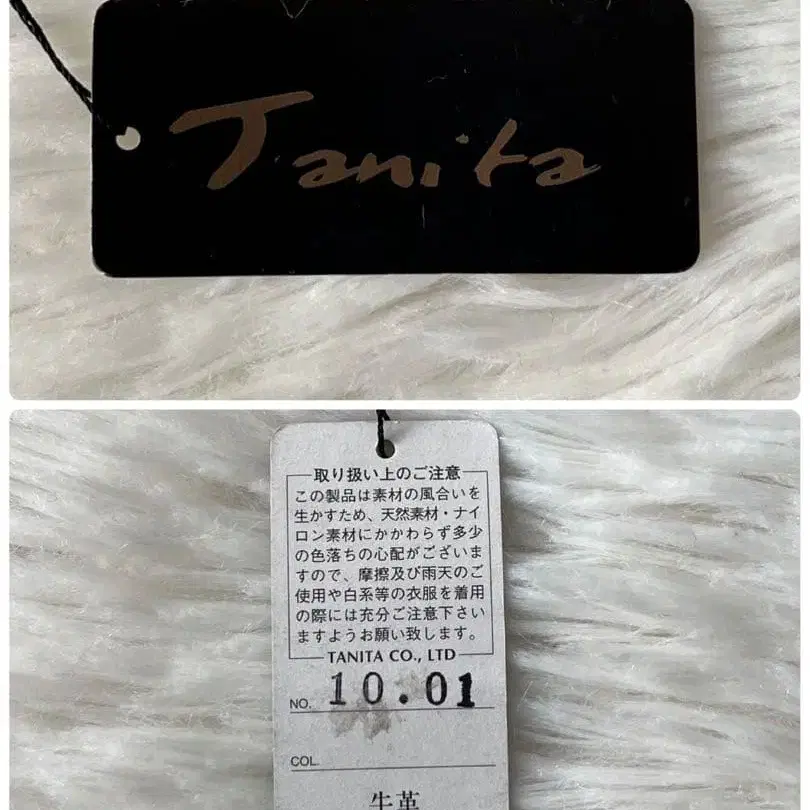 Tanita
取り扱い上のご注意
この製品は素材の風合いを
生かすため、天然素材・ナイ
ロン素材にかかわらず多少
の色落ちの心配がございま
すので、摩擦及び雨天のご
使用や白系等の衣服を着用
の際には充分ご注意下さい
ますようお願い致します。
TANITA CO., LTD
NO. 10.01
COL.
牛革